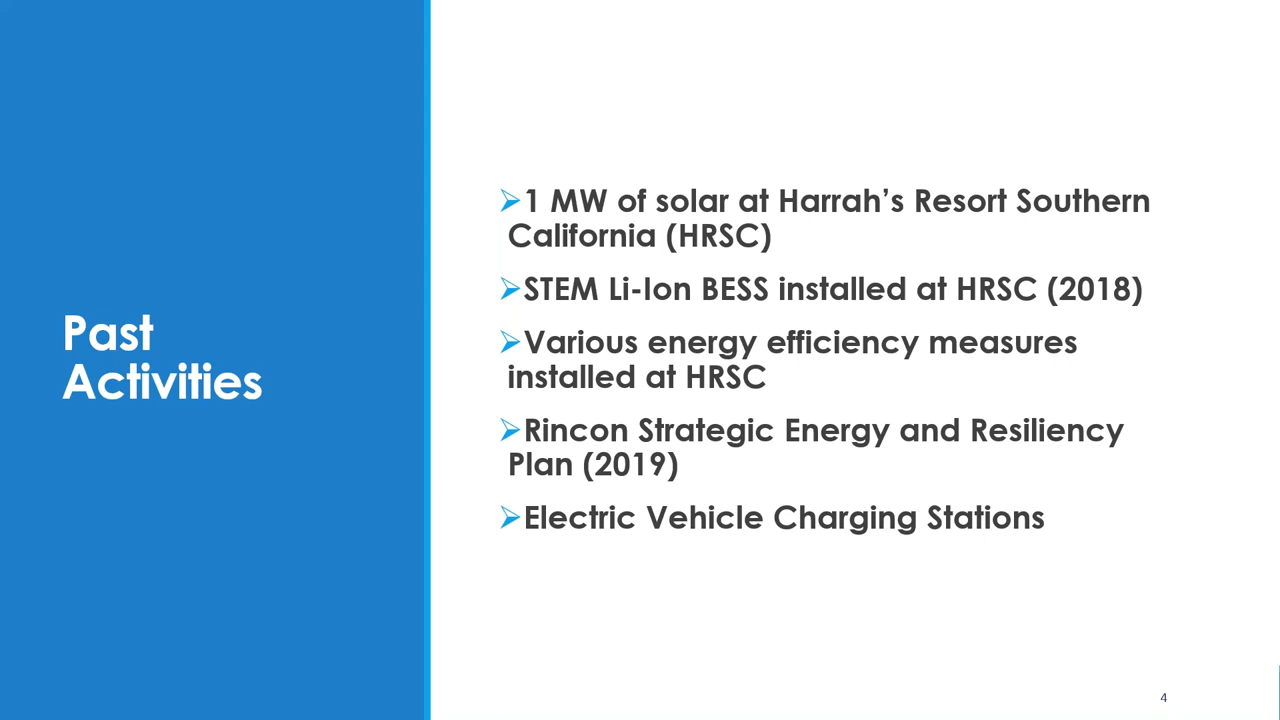 Past
Activities
➢1 MW of solar at Harrah’s Resort Southern
California (HRSC)
➢STEM Li-Ion BESS installed at HRSC (2018)
➢Various energy efficiency measures
installed at HRSC
➢Rincon Strategic Energy and Resiliency
Plan (2019)
➢Electric Vehicle Charging Stations
4